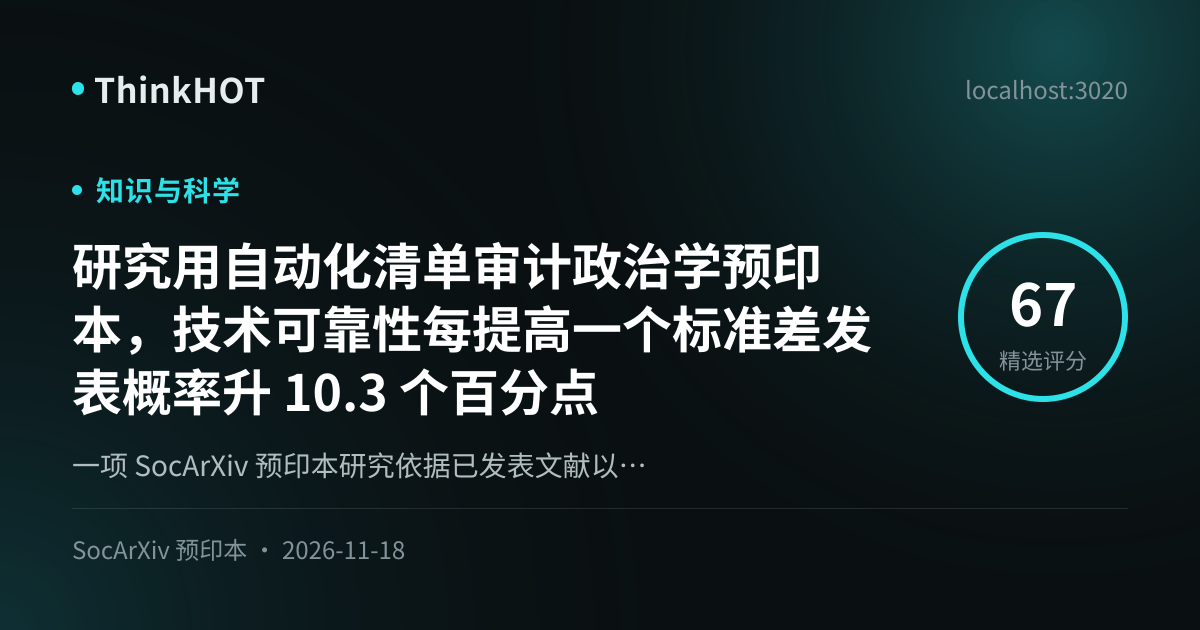 ThinkHOT
localhost:3020
知识与科学
研究用自动化清单审计政治学预印
本，技术可靠性每提高一个标准差发
表概率升 10.3 个百分点
67
精选评分
一项 SocArXiv 预印本研究依据已发表文献以…
SocArXiv 预印本 · 2026-11-18